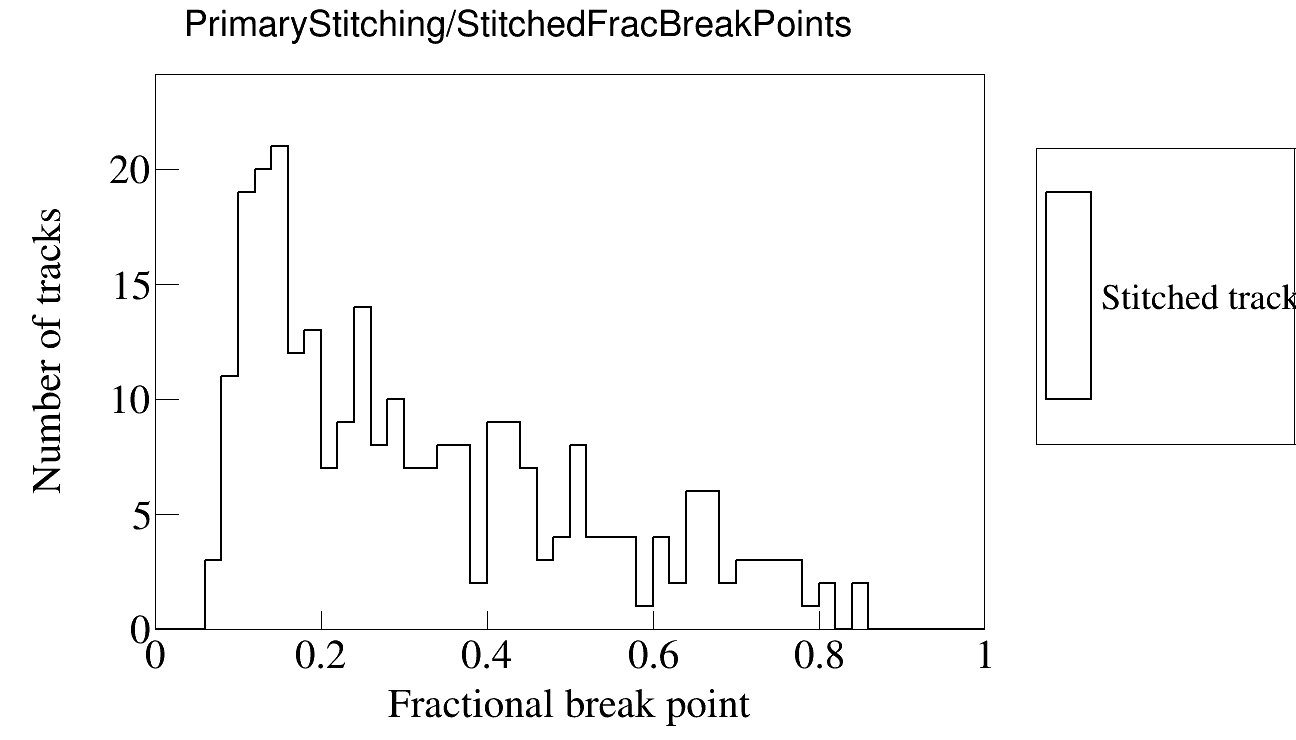 PrimaryStitching/StitchedFracBreakPoints
Number of tracks
20
15
10
5
0
0 0.2 0.4 0.6 0.8 1
Fractional break point
Stitched track